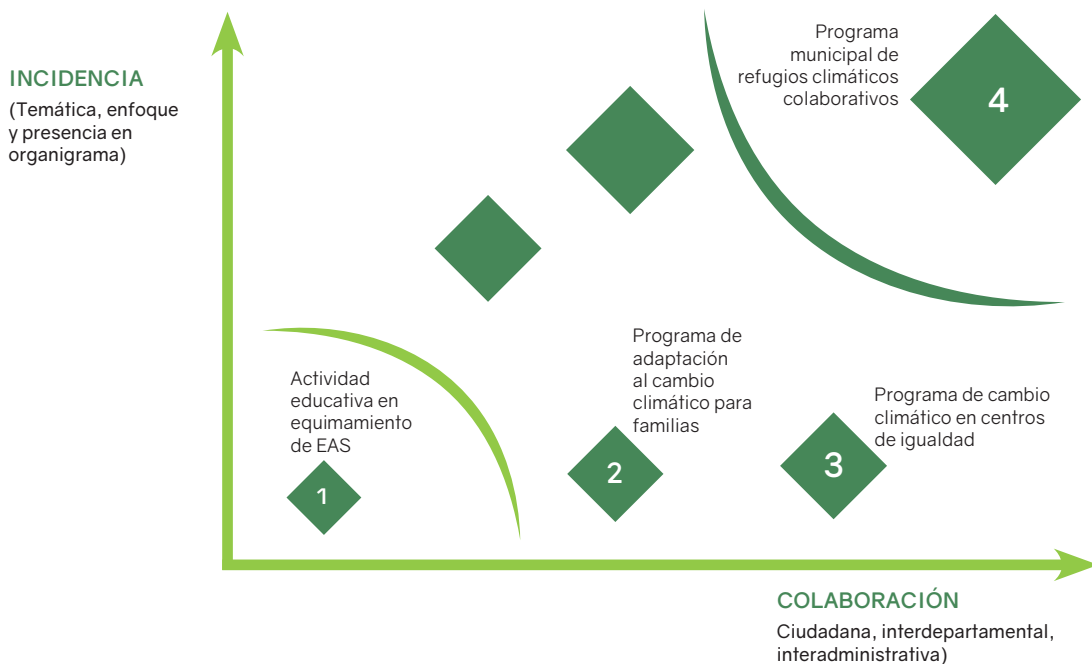 INCIDENCIA
(Temática, enfoque
y presencia en
organigrama)
Programa
municipal de
refugios climáticos
colaborativos
4
Actividad
educativa en
equimamiento
de EAS
1
Programa de
adaptación
al cambio
climático para
familias
2
Programa de cambio
climático en centros
de igualdad
3
COLABORACIÓN
Ciudadana, interdepartamental,
interadministrativa)